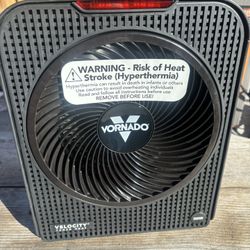 WARNING - Risk of Heat
Stroke (Hyperthermia)
Hyperthermia can result in death in infants or others
Use caution to avoid overheating individuals
Read and follow all instructions before use
REMOVE BEFORE USE!
VORNADO
VELOCITY